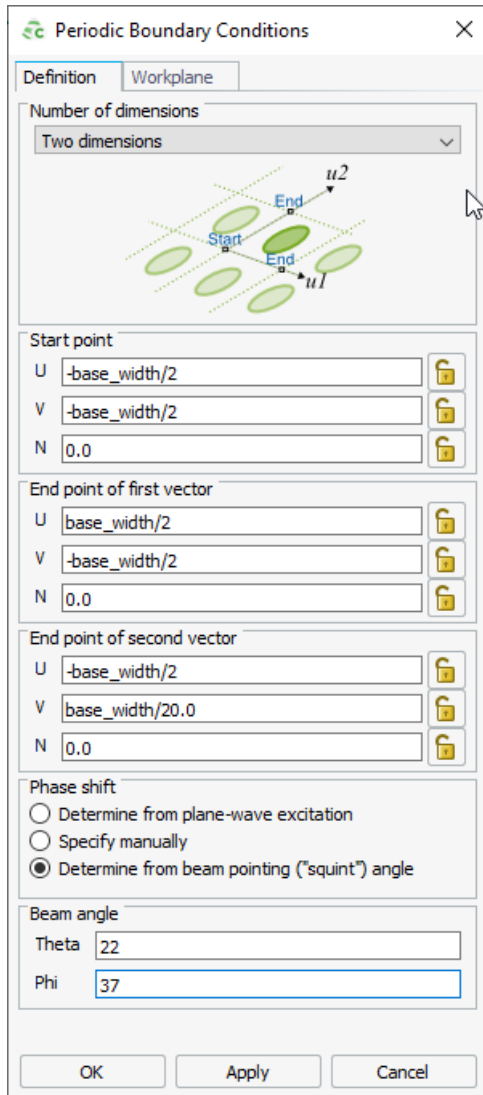 Periodic Boundary Conditions
Definition Workplane
Number of dimensions
Two dimensions
u2
End
Start
End
u1
Start point
U -base_width/2
V -base_width/2
N 0.0
End point of first vector
U base_width/2
V -base_width/2
N 0.0
End point of second vector
U -base_width/2
V base_width/20.0
N 0.0
Phase shift
Determine from plane-wave excitation
Specify manually
Determine from beam pointing ("squint") angle
Beam angle
Theta 22
Phi 37
OK Apply Cancel